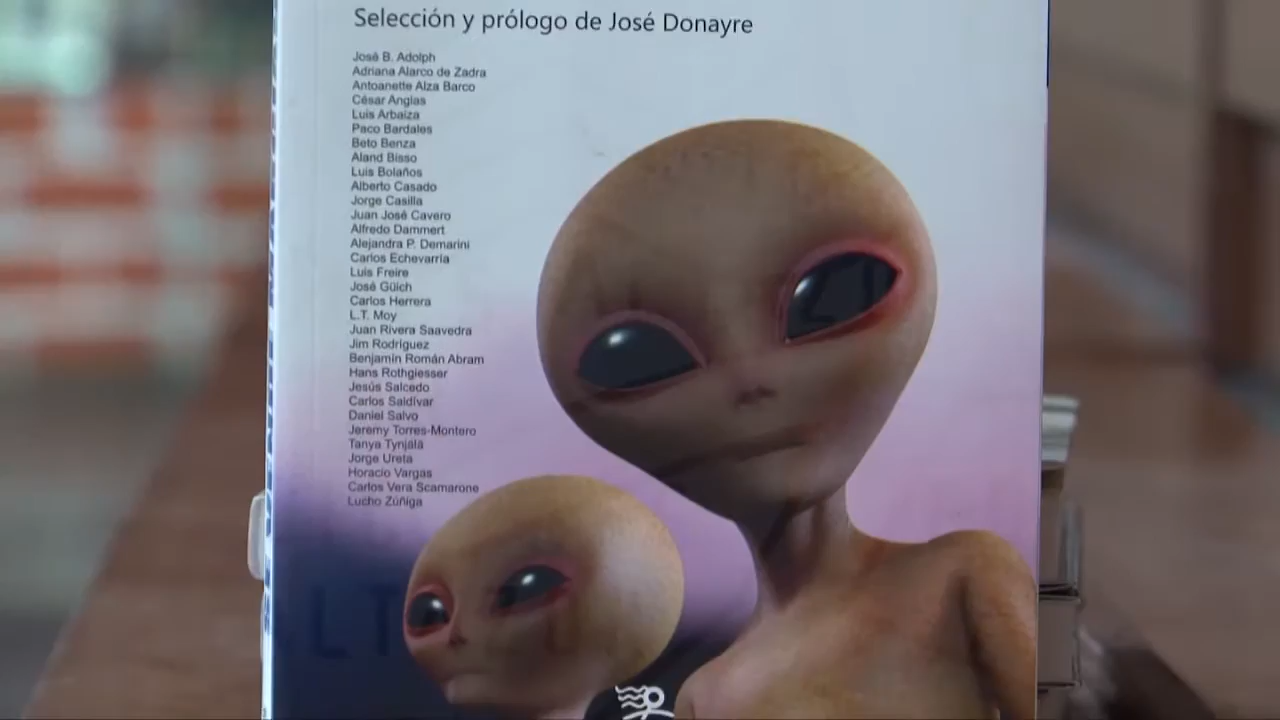 Selección y prólogo de José Donayre
José B. Adolph
Adriana Alarco de Zadra
Antoanette Alza Barco
César Anglas
Luis Arbaiza
Paco Bardales
Beto Benza
Aland Bisso
Luis Bolaños
Alberto Casado
Jorge Casilla
Juan José Cavero
Alfredo Dammert
Alejandra P. Demarini
Carlos Echevarría
Luis Freire
José Güich
Carlos Herrera
L.T. Moy
Juan Rivera Saavedra
Jim Rodríguez
Benjamín Román Abram
Hans Rothgiesser
Jesús Salcedo
Carlos Saldívar
Daniel Salvo
Jeremy Torres-Montero
Tanya Tynjälä
Jorge Ureta
Horacio Vargas
Carlos Vera Scamarone
Lucho Zúñiga